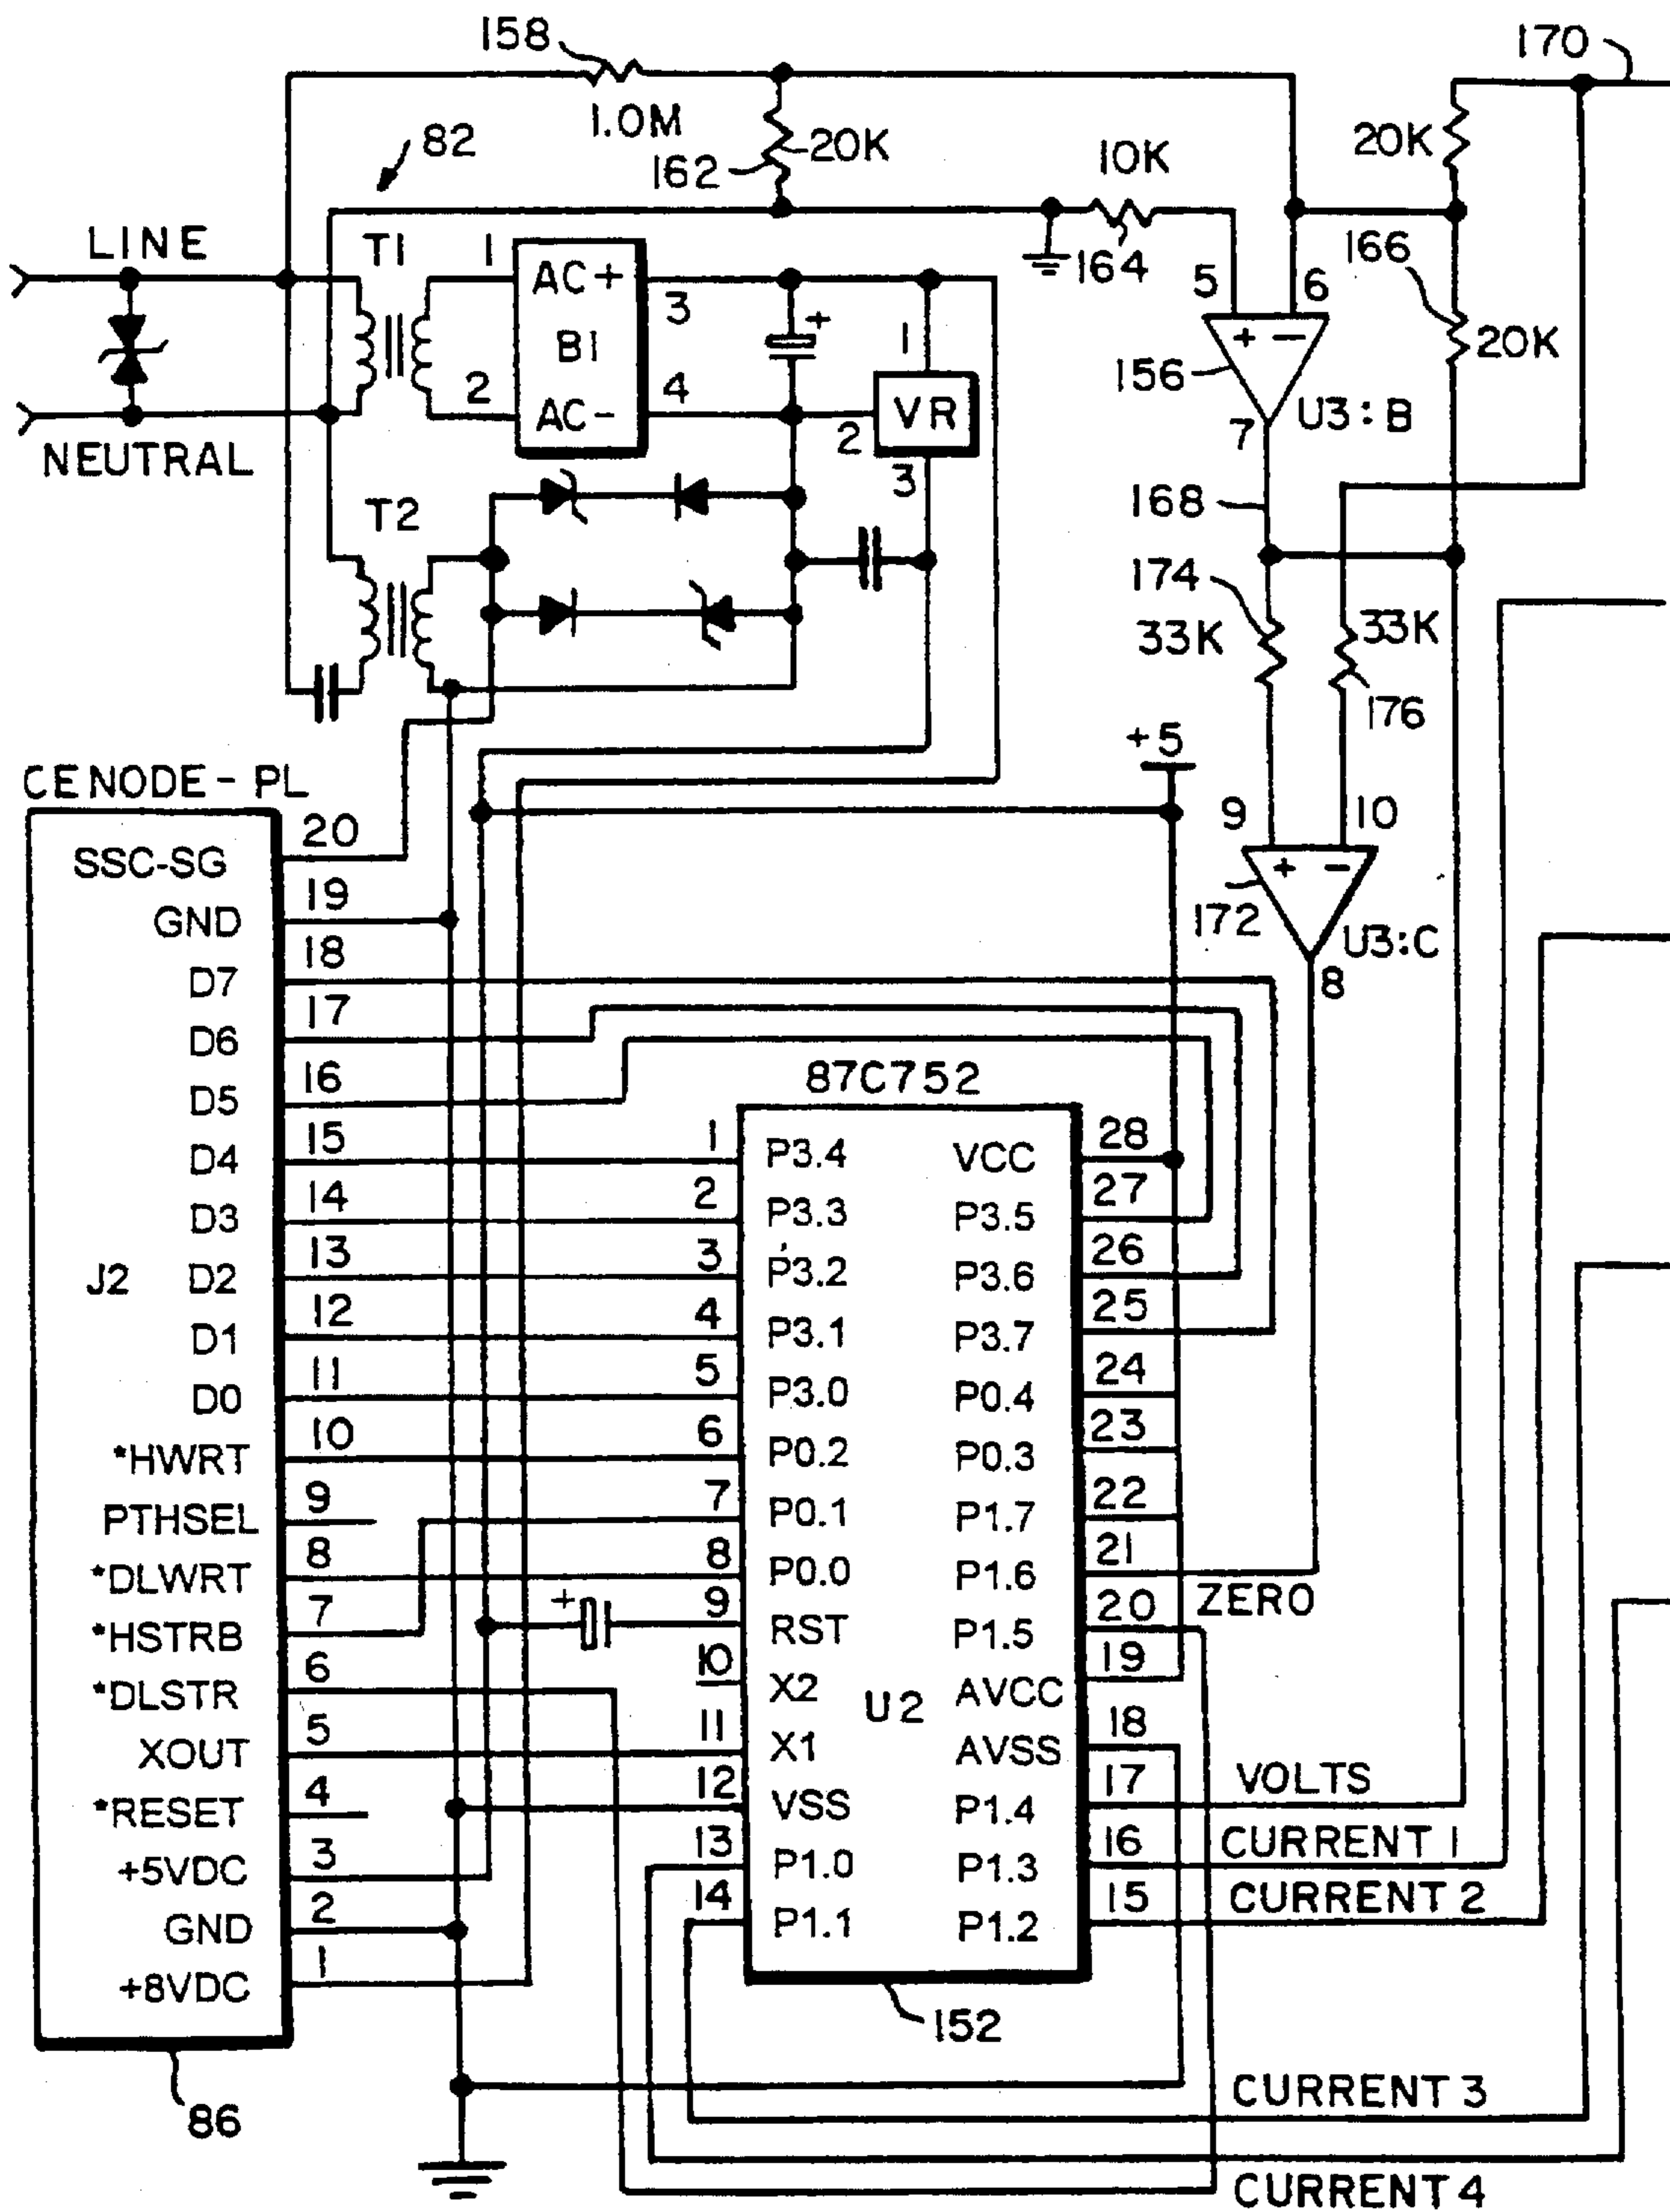 158
170
1.0M
20K
162
82
10K
20K
LINE
T1
1
AC+
3
164
166
5
6
+
B1
+ −
20K
1
156
2
AC-
4
2
VR
U3:B
7
NEUTRAL
3
168
T2
174
33K
33K
176
+5
CENODE-PL
9
10
20
SSC-SG
+ −
172
U3:C
19
GND
8
18
D7
17
D6
16
D5
87C752
15
D4
1
P3.4
VCC
28
14
D3
2
P3.3
P3.5
27
J2
13
D2
3
P3.2
P3.6
26
12
D1
4
P3.1
P3.7
25
11
D0
5
P3.0
P0.4
24
10
*HWRT
6
P0.2
P0.3
23
9
PTHSEL
7
P0.1
P1.7
22
8
*DLWRT
8
P0.0
P1.6
21
ZERO
7
*HSTRB
+
9
RST
P1.5
20
6
*DLSTR
10
X2
U2
AVCC
19
5
XOUT
11
X1
AVSS
18
4
*RESET
12
VSS
P1.4
17
VOLTS
3
+5VDC
13
P1.0
P1.3
16
CURRENT 1
2
GND
14
P1.1
P1.2
15
CURRENT 2
1
+8VDC
152
86
CURRENT 3
CURRENT 4